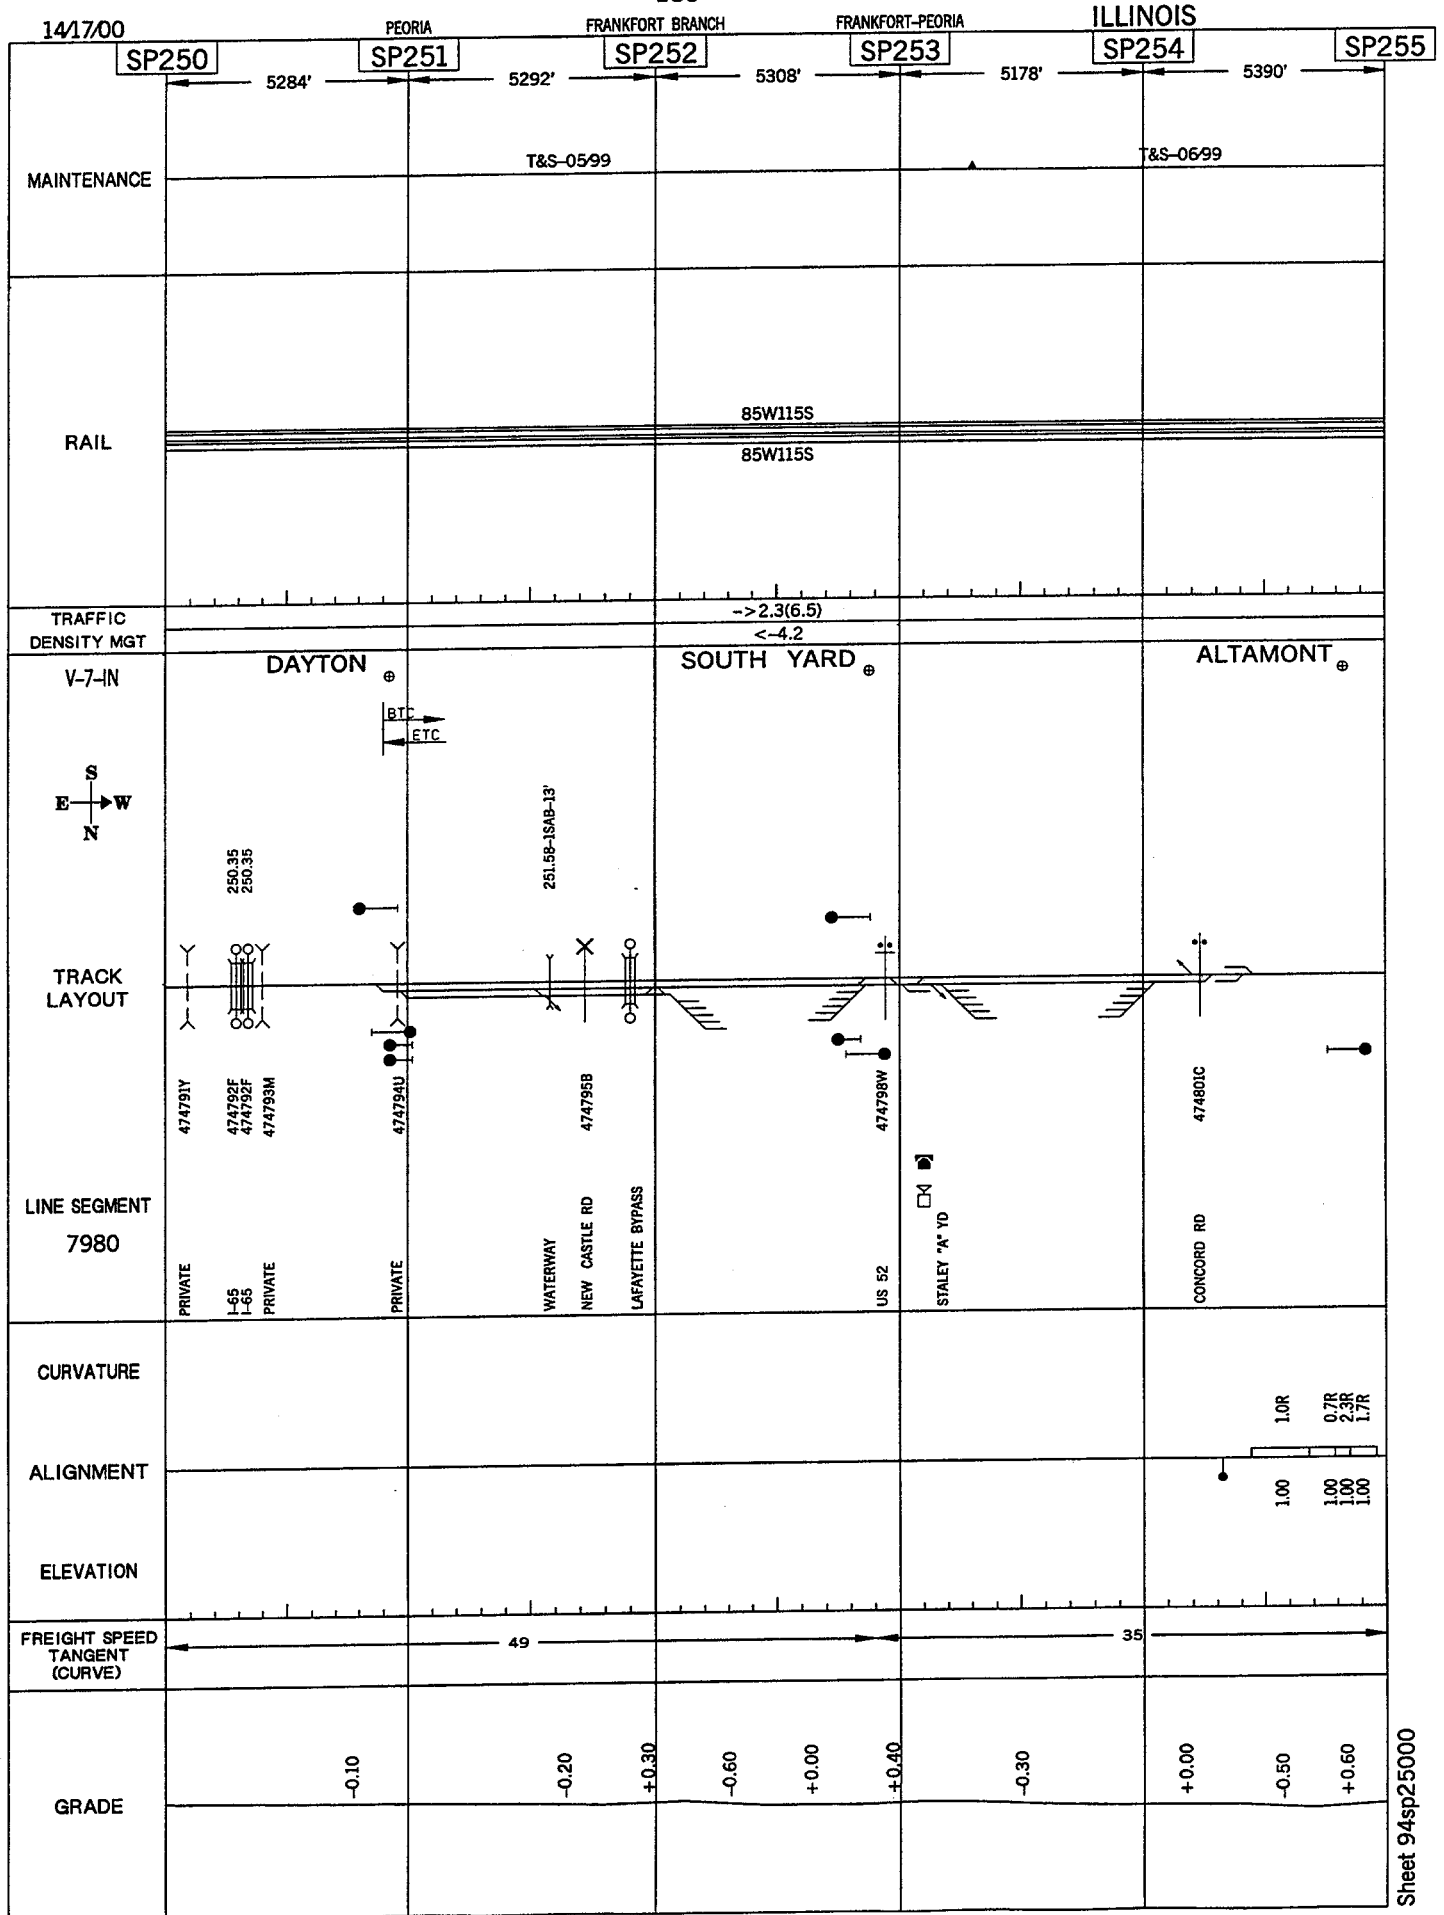 14/17/00
PEORIA
FRANKFORT BRANCH
FRANKFORT-PEORIA
ILLINOIS
SP250
SP251
SP252
SP253
SP254
SP255
5284'
5292'
5308'
5178'
5390'
MAINTENANCE
T&S-05/99
T&S-06/99
RAIL
85W115S
85W115S
TRAFFIC
DENSITY MGT
->2.3(6.5)
<-4.2
V-7-IN
DAYTON
SOUTH YARD
ALTAMONT
BTC
ETC
S
E W
N
250.35
250.35
251.58-1SAB-13'
TRACK
LAYOUT
474791Y
474792F
474792F
474793M
474794U
474795B
474798W
474801C
LINE SEGMENT
7980
PRIVATE
I-65
I-65
PRIVATE
PRIVATE
WATERWAY
NEW CASTLE RD
LAFAYETTE BYPASS
US 52
STALEY "A" YD
CONCORD RD
CURVATURE
1.0R
0.7R
2.3R
1.7R
ALIGNMENT
1.00
1.00
1.00
1.00
ELEVATION
FREIGHT SPEED
TANGENT
(CURVE)
49
35
GRADE
-0.10
-0.20
+0.30
-0.60
+0.00
+0.40
-0.30
+0.00
-0.50
+0.60
Sheet 94sp25000